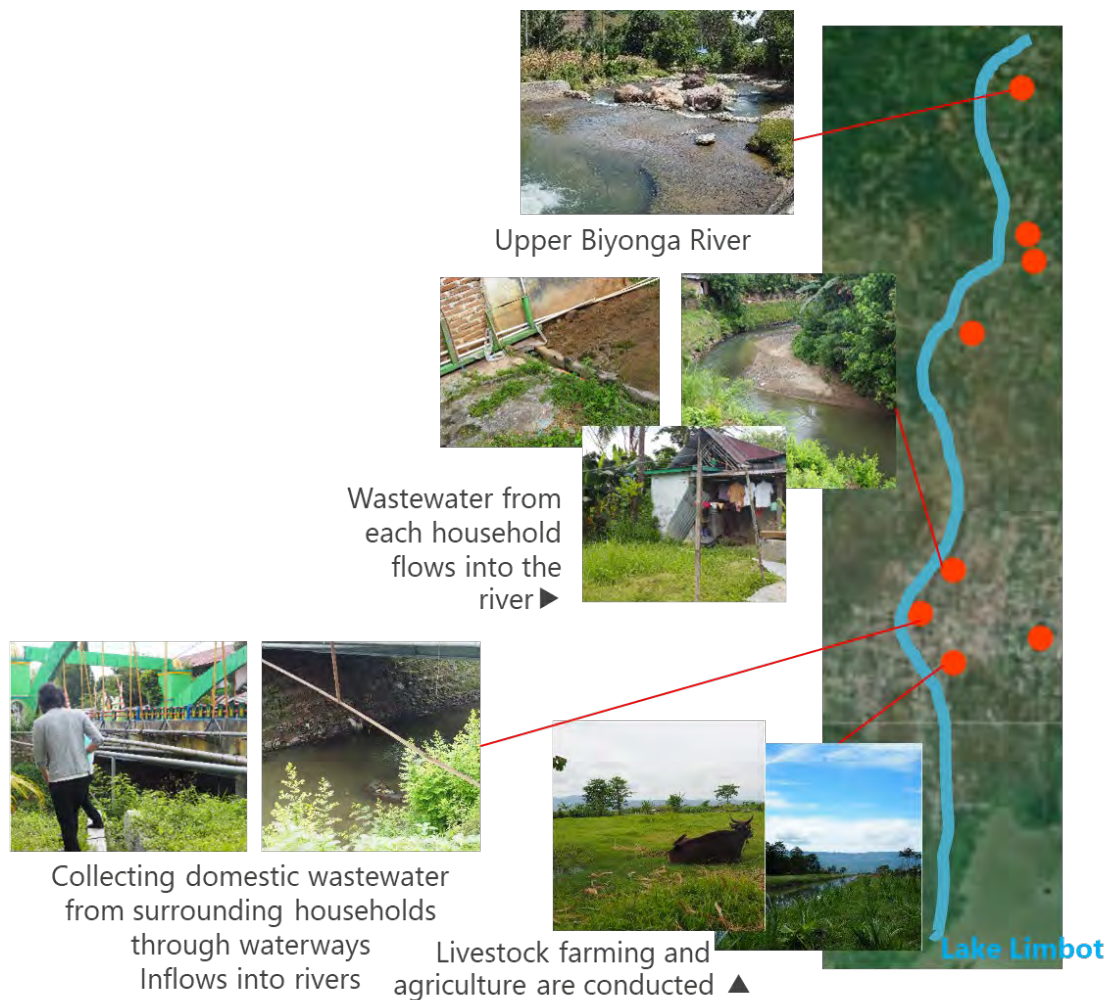 Upper Biyonga River
Wastewater from
each household
flows into the
river ▶
Collecting domestic wastewater
from surrounding households
through waterways
Inflows into rivers
Livestock farming and
agriculture are conducted ▲
Lake Limbot